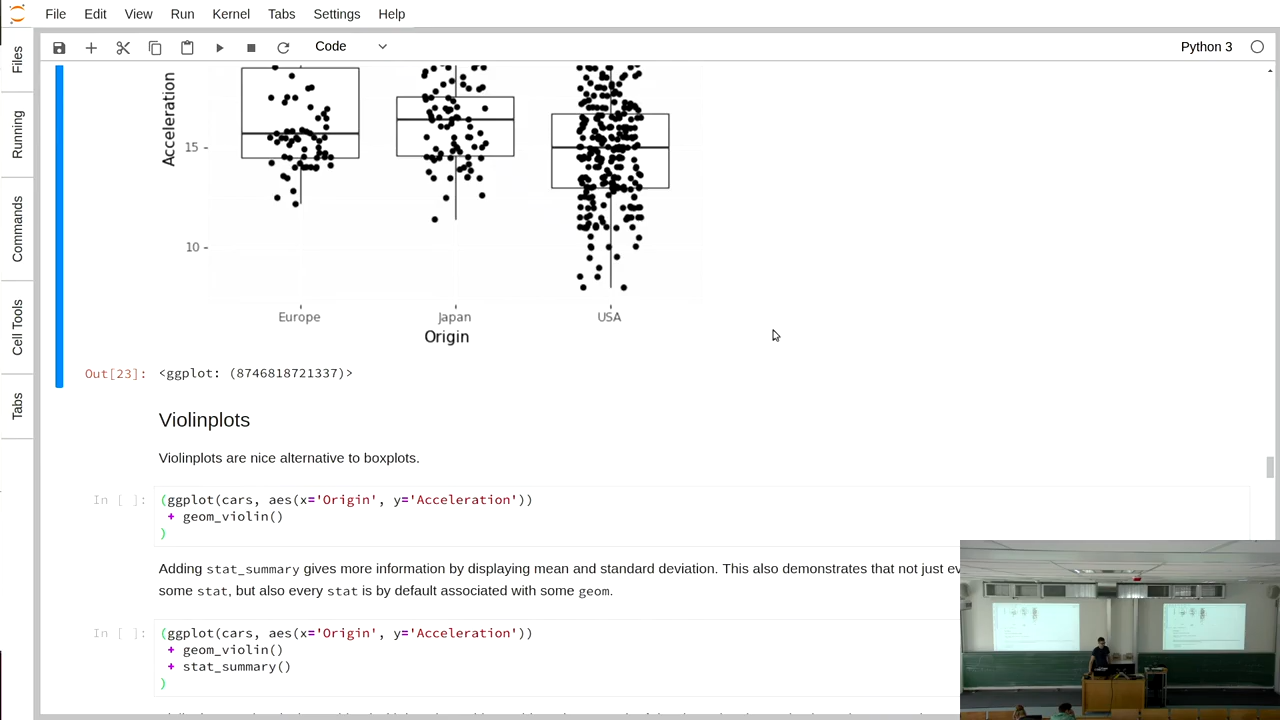 File Edit View Run Kernel Tabs Settings Help
Code
Python 3
Files
Running
Commands
Cell Tools
Tabs
Acceleration
15
10
Europe Japan USA
Origin
Out[23]: <ggplot: (8746818721337)>
Violinplots
Violinplots are nice alternative to boxplots.
In [ ]: (ggplot(cars, aes(x='Origin', y='Acceleration'))
+ geom_violin()
)
Adding stat_summary gives more information by displaying mean and standard deviation. This also demonstrates that not just
some stat, but also every stat is by default associated with some geom.
In [ ]: (ggplot(cars, aes(x='Origin', y='Acceleration'))
+ geom_violin()
+ stat_summary()
)